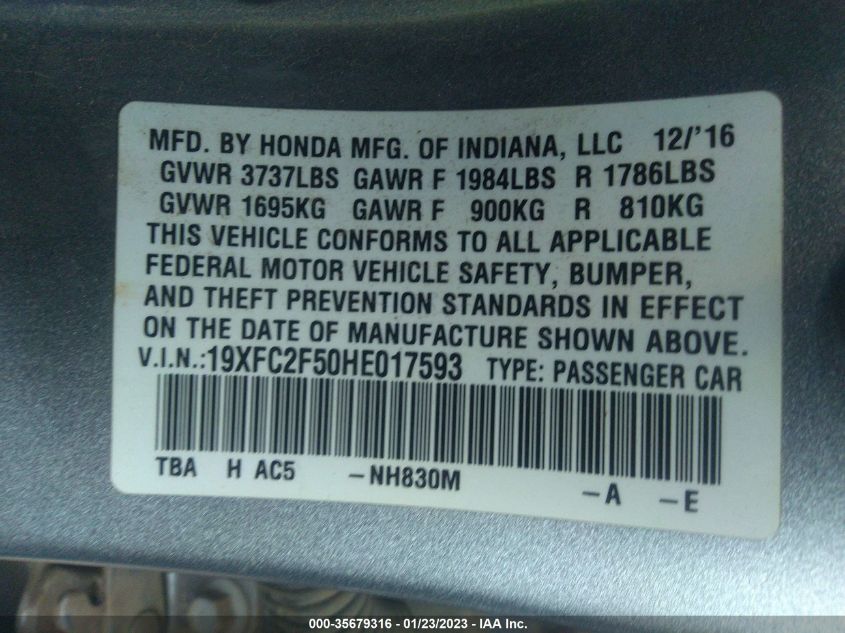 MFD. BY HONDA MFG. OF INDIANA, LLC 12/'16
GVWR 3737LBS GAWR F 1984LBS R 1786LBS
GVWR 1695KG GAWR F 900KG R 810KG
THIS VEHICLE CONFORMS TO ALL APPLICABLE
FEDERAL MOTOR VEHICLE SAFETY, BUMPER,
AND THEFT PREVENTION STANDARDS IN EFFECT
ON THE DATE OF MANUFACTURE SHOWN ABOVE.
V.I.N.:19XFC2F50HE017593 TYPE: PASSENGER CAR
TBA H AC5 -NH830M -A -E
000-35679316 - 01/23/2023 - IAA Inc.